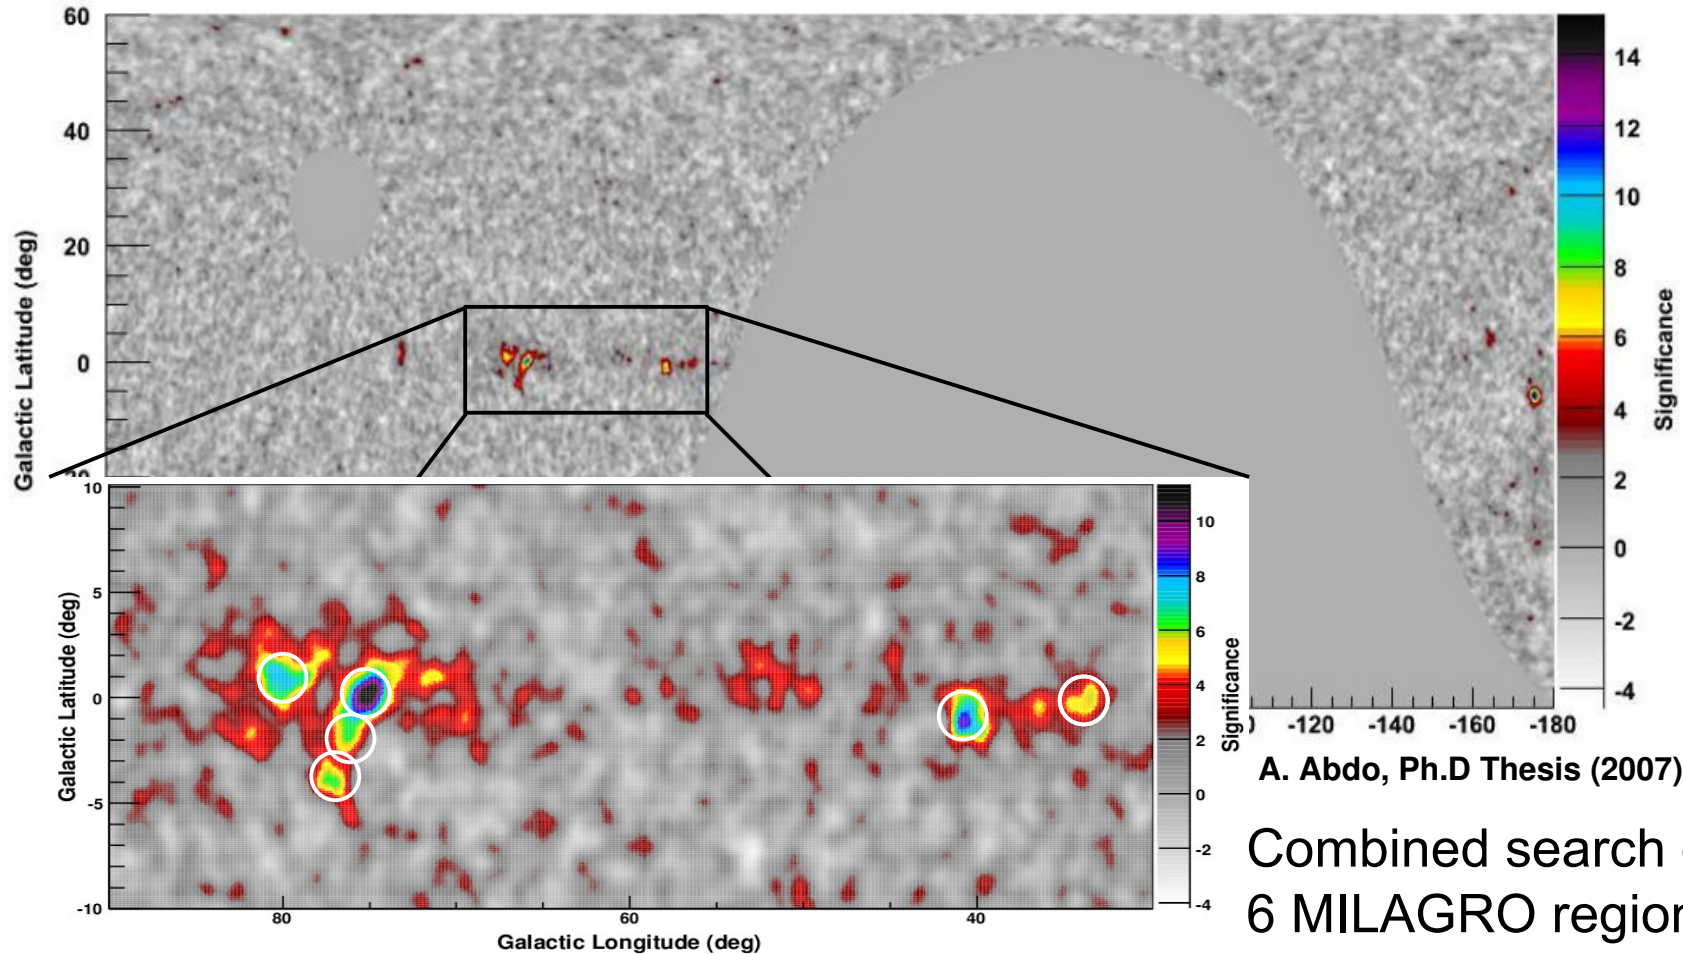 60
40
20
0
Galactic Latitude (deg)
14
12
10
8
6
4
2
0
-2
-4
Significance
-120 -140 -160 -180
10
5
0
-5
-10
Galactic Latitude (deg)
80 60 40
Galactic Longitude (deg)
10
8
6
4
2
0
-2
-4
Significance
A. Abdo, Ph.D Thesis (2007)
Combined search
6 MILAGRO region